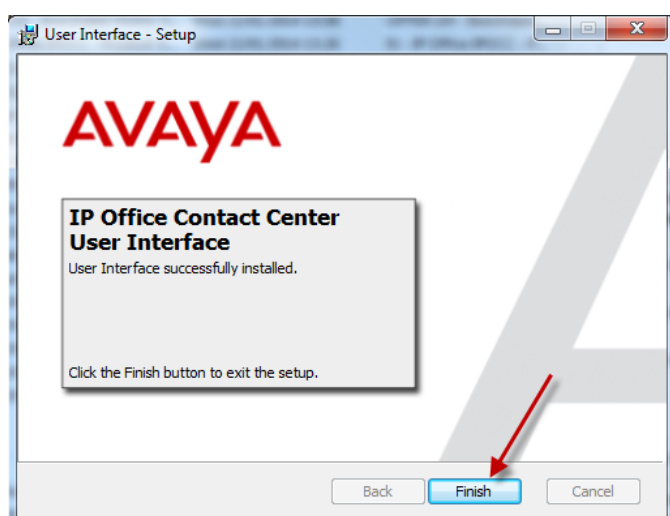 User Interface - Setup
AVAYA
IP Office Contact Center
User Interface
User Interface successfully installed.
Click the Finish button to exit the setup.
Back
Finish
Cancel